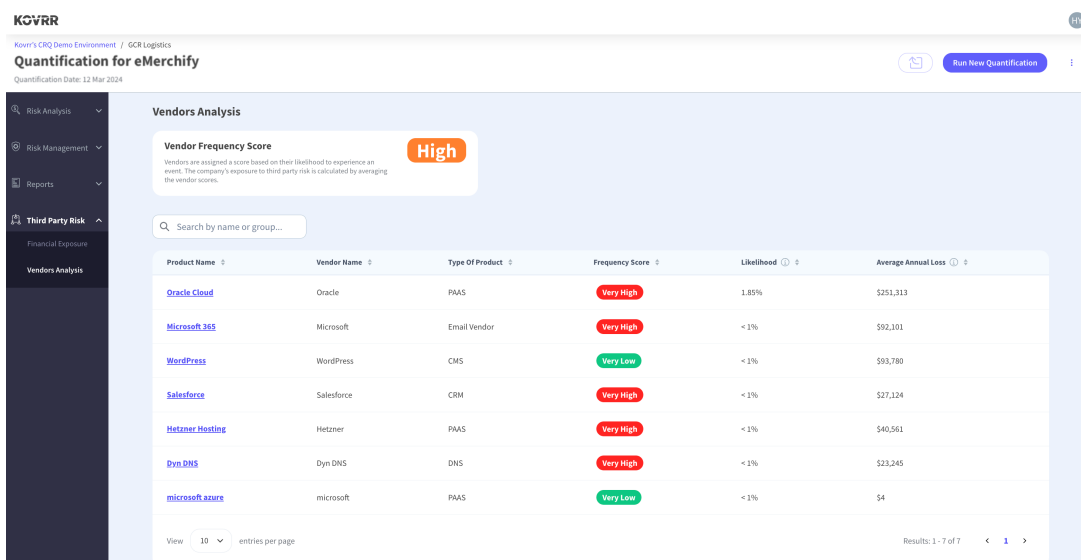 KOVRR
HY
Kovrr's CRQ Demo Environment / GCR Logistics
Quantification for eMerchify
Quantification Date: 12 Mar 2024
Run New Quantification
Risk Analysis
Risk Management
Reports
Third Party Risk
Financial Exposure
Vendors Analysis
Vendors Analysis
Vendor Frequency Score
High
Vendors are assigned a score based on their likelihood to experience an
event. The company's exposure to third party risk is calculated by averaging
the vendor scores.
Search by name or group...
Product Name Vendor Name Type Of Product Frequency Score Likelihood Average Annual Loss
Oracle Cloud Oracle PAAS Very High 1.85% $251,313
Microsoft 365 Microsoft Email Vendor Very High < 1% $92,101
WordPress WordPress CMS Very Low < 1% $93,780
Salesforce Salesforce CRM Very High < 1% $27,124
Hetzner Hosting Hetzner PAAS Very High < 1% $40,561
Dyn DNS Dyn DNS DNS Very High < 1% $23,245
microsoft azure microsoft PAAS Very Low < 1% $4
View 10 entries per page Results: 1 - 7 of 7 < 1 >